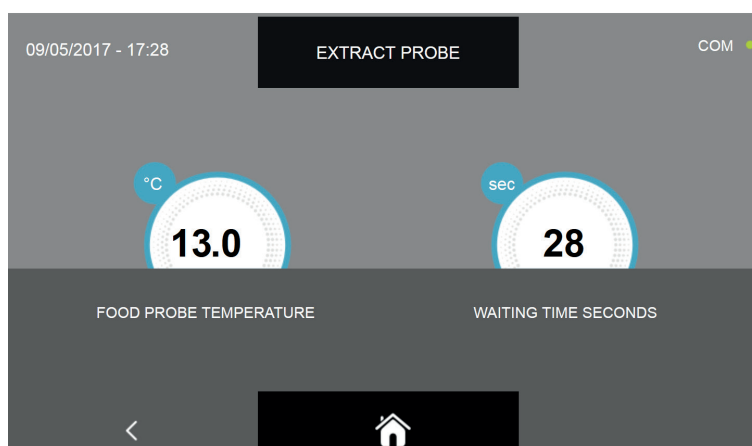 09/05/2017 - 17:28
EXTRACT PROBE
COM
°C
sec
13.0
28
FOOD PROBE TEMPERATURE
WAITING TIME SECONDS